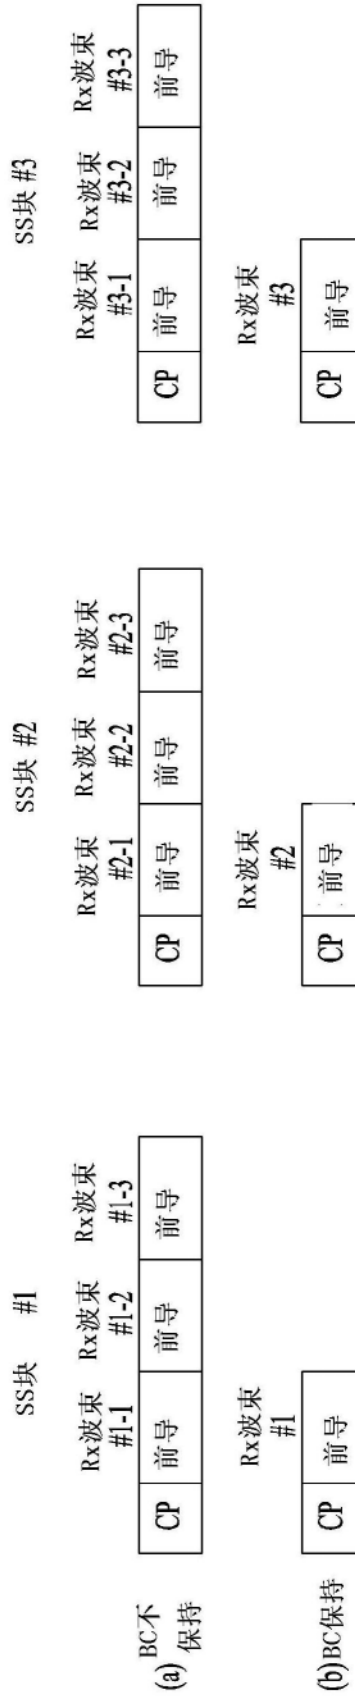 SS块 #1
SS块 #2
SS块 #3
Rx波束 #1-1
Rx波束 #1-2
Rx波束 #1-3
Rx波束 #2-1
Rx波束 #2-2
Rx波束 #2-3
Rx波束 #3-1
Rx波束 #3-2
Rx波束 #3-3
(a) BC不保持
CP 前导 前导 前导
CP 前导 前导 前导
CP 前导 前导 前导
Rx波束 #1
Rx波束 #2
Rx波束 #3
(b)BC保持
CP 前导
CP 前导
CP 前导